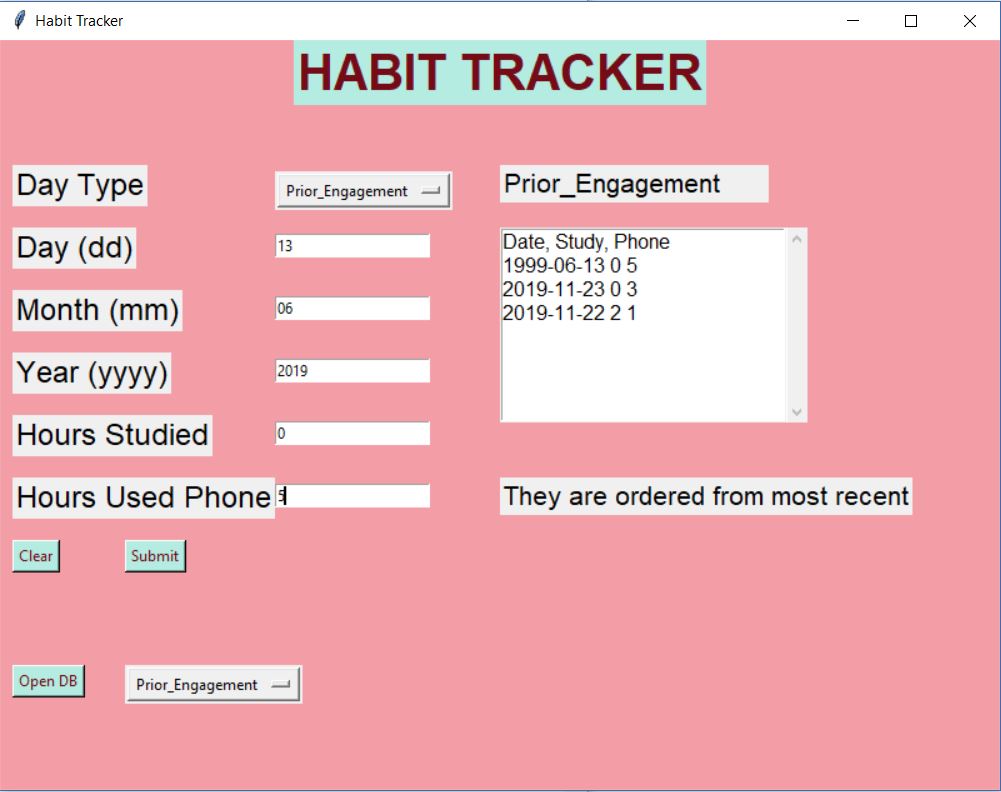 Habit Tracker
HABIT TRACKER
Day Type
Prior_Engagement
Day (dd)
13
Month (mm)
06
Year (yyyy)
2019
Hours Studied
0
Hours Used Phone
5
Clear
Submit
Open DB
Prior_Engagement
Prior_Engagement
Date, Study, Phone
1999-06-13 0 5
2019-11-23 0 3
2019-11-22 2 1
They are ordered from most recent